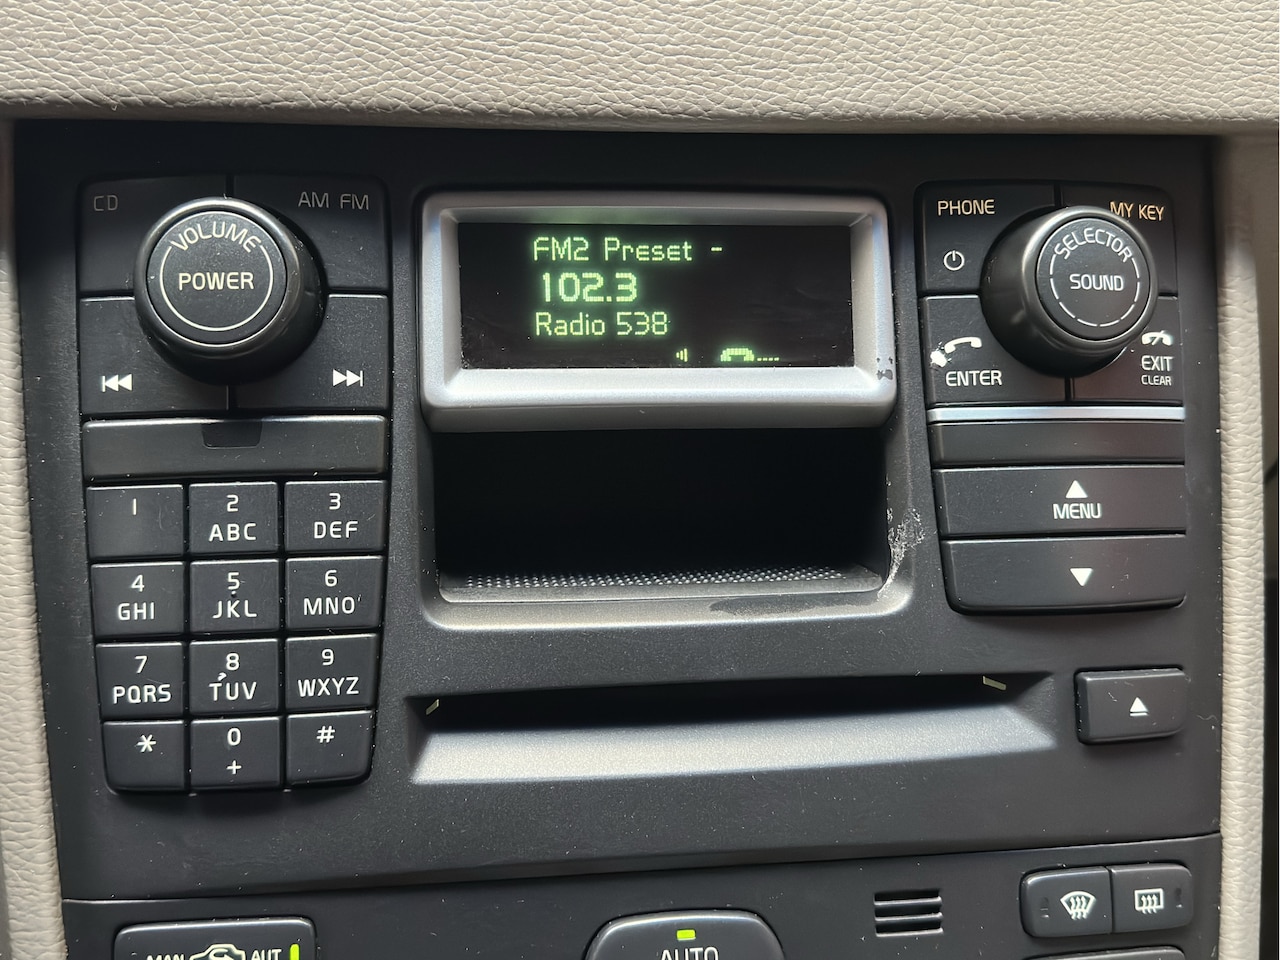 CD
AM FM
VOLUME
POWER
FM2 Preset -
102.3
Radio 538
PHONE
MY KEY
SELECTOR
SOUND
ENTER
EXIT
CLEAR
MENU
1
2
ABC
3
DEF
4
GHI
5
JKL
6
MNO
7
PQRS
8
TUV
9
WXYZ
*
0
+
#
MAN
AUT
AUTO